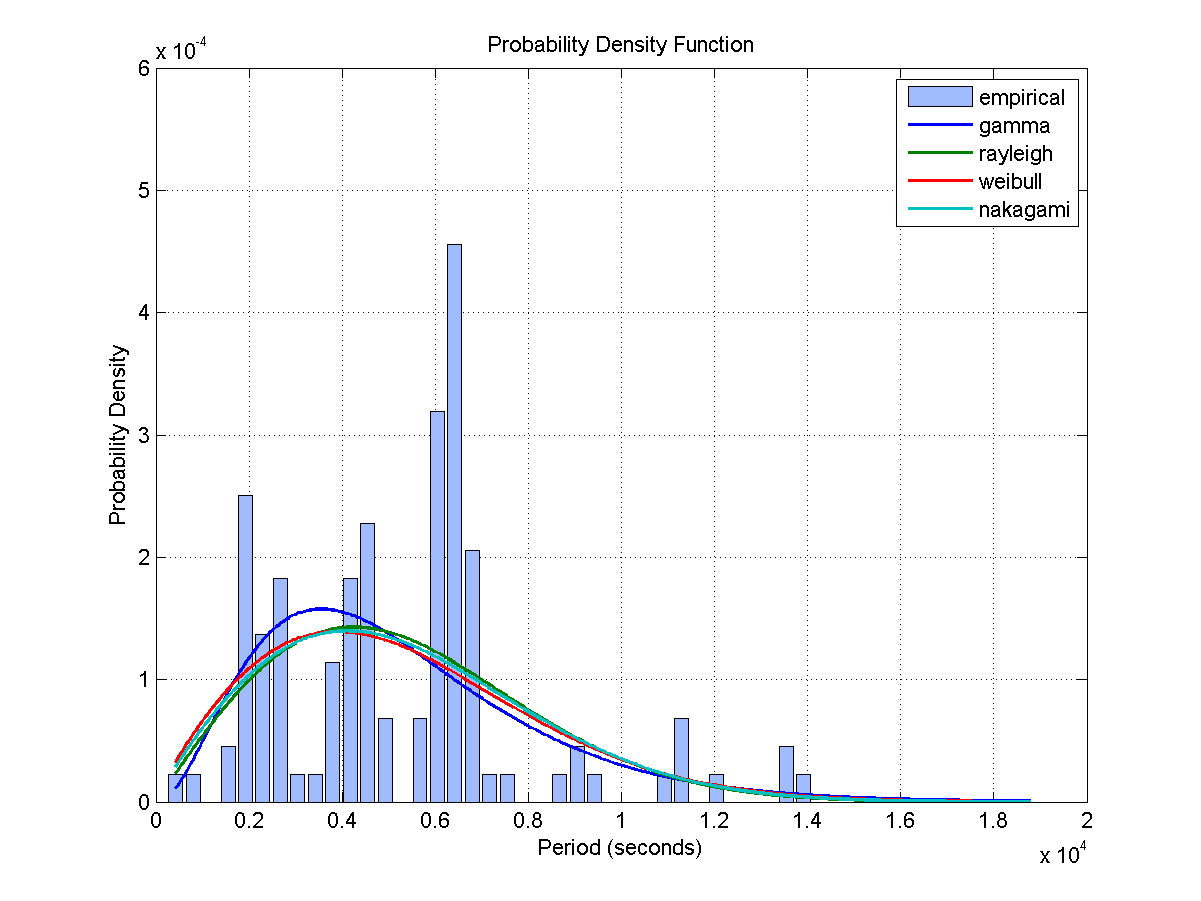 Probability Density Function
x 10^-4
6
5
4
3
2
1
0
Probability Density
empirical
gamma
rayleigh
weibull
nakagami
0 0.2 0.4 0.6 0.8 1 1.2 1.4 1.6 1.8 2
Period (seconds)
x 10^4